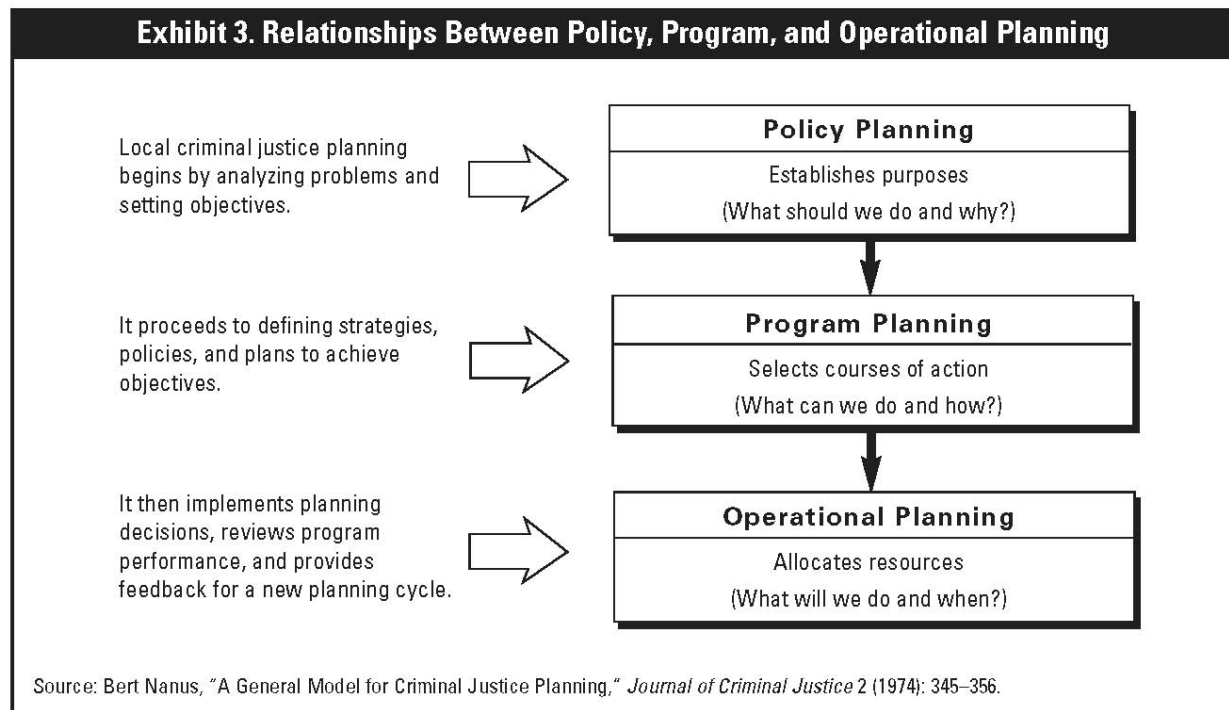 Exhibit 3. Relationships Between Policy, Program, and Operational Planning
Local criminal justice planning
begins by analyzing problems and
setting objectives.
Policy Planning
Establishes purposes
(What should we do and why?)
It proceeds to defining strategies,
policies, and plans to achieve
objectives.
Program Planning
Selects courses of action
(What can we do and how?)
It then implements planning
decisions, reviews program
performance, and provides
feedback for a new planning cycle.
Operational Planning
Allocates resources
(What will we do and when?)
Source: Bert Nanus, “A General Model for Criminal Justice Planning,“ Journal of Criminal Justice 2 (1974): 345–356.